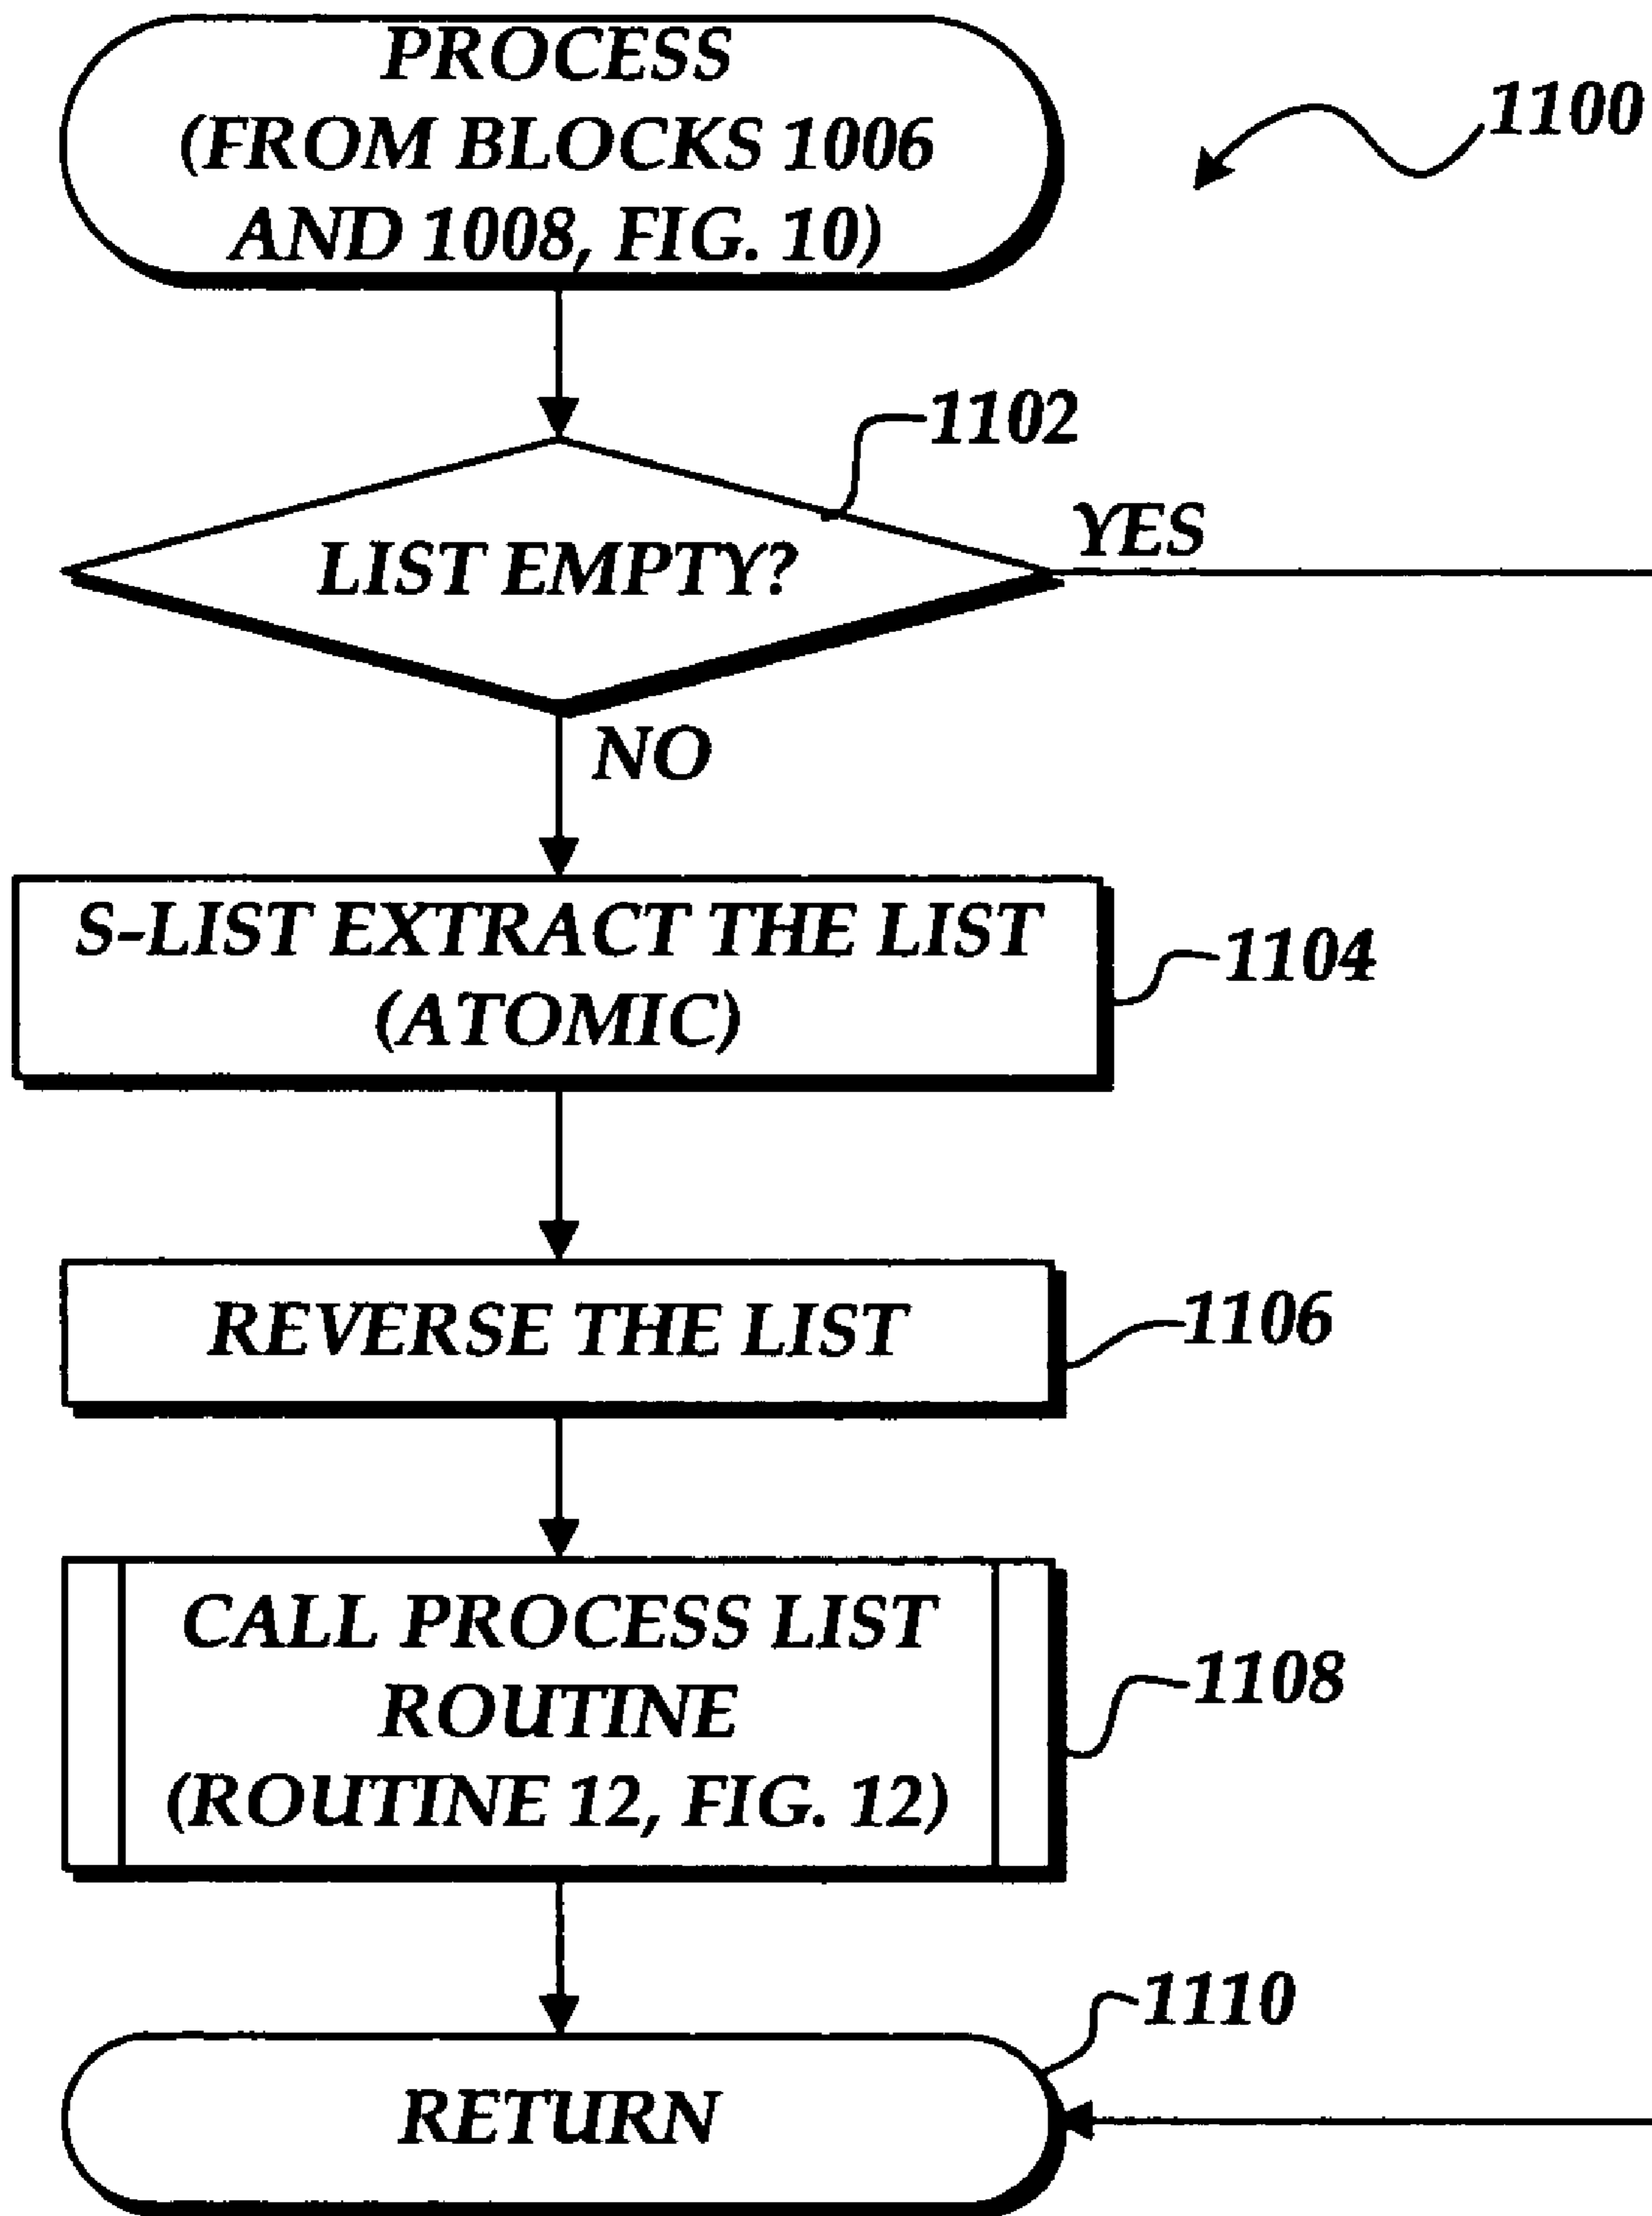 PROCESS
(FROM BLOCKS 1006
AND 1008, FIG. 10)
1100
1102
LIST EMPTY?
YES
NO
S-LIST EXTRACT THE LIST
(ATOMIC)
1104
REVERSE THE LIST
1106
CALL PROCESS LIST
ROUTINE
(ROUTINE 12, FIG. 12)
1108
1110
RETURN